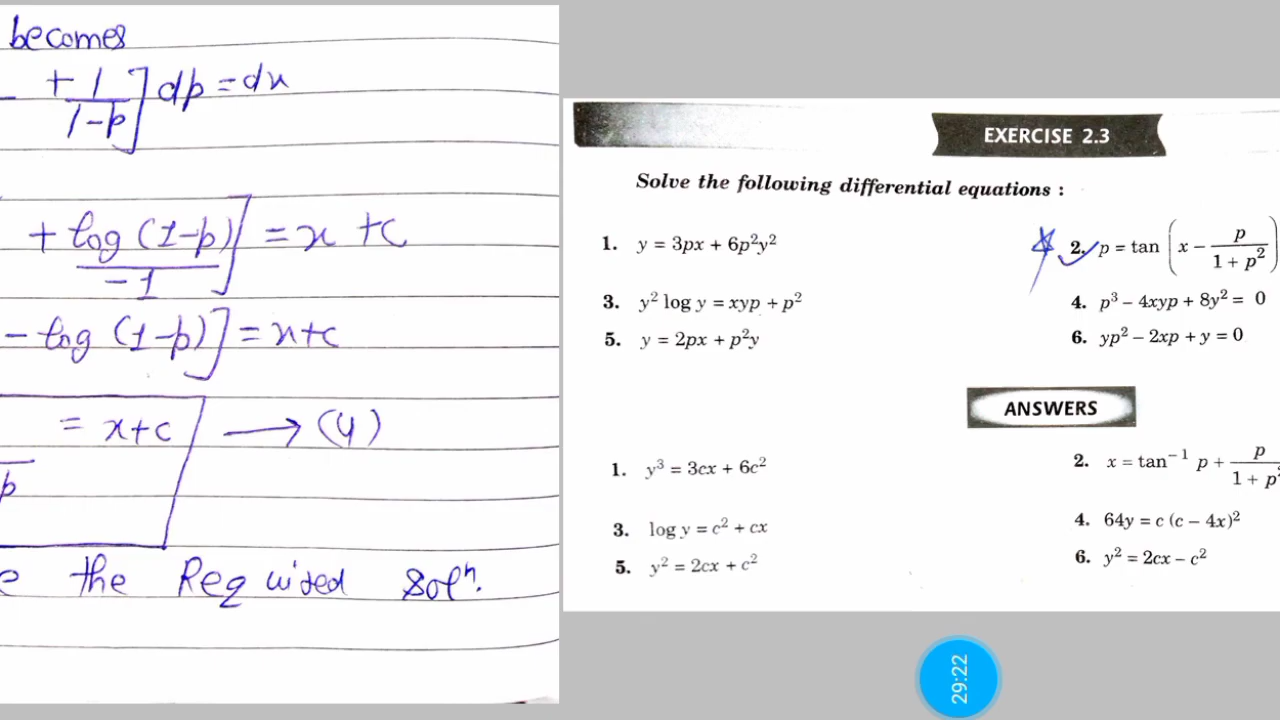 becomes
+ 1/(1-p) ] dp = dx
+ log (1-p)/-1 ] = x + c
- log (1-p) ] = x+c
= x+c → (4)
p
e the Required Solⁿ.
EXERCISE 2.3
Solve the following differential equations :
1. y = 3px + 6p²y²
2. p = tan (x − p/(1 + p²))
3. y² log y = xyp + p²
4. p³ − 4xyp + 8y² = 0
5. y = 2px + p²y
6. yp² − 2xp + y = 0
ANSWERS
1. y³ = 3cx + 6c²
2. x = tan⁻¹ p + p/(1 + p²
3. log y = c² + cx
4. 64y = c (c − 4x)²
5. y² = 2cx + c²
6. y² = 2cx − c²
29:22